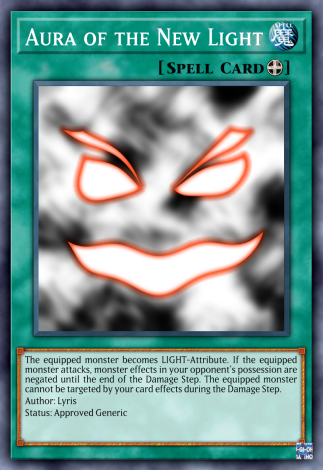 AURA OF THE NEW LIGHT
SPELL
魔
[SPELL CARD]
The equipped monster becomes LIGHT-Attribute. If the equipped
monster attacks, monster effects in your opponent's possession are
negated until the end of the Damage Step. The equipped monster
cannot be targeted by your card effects during the Damage Step.
Author: Lyris
Status: Approved Generic